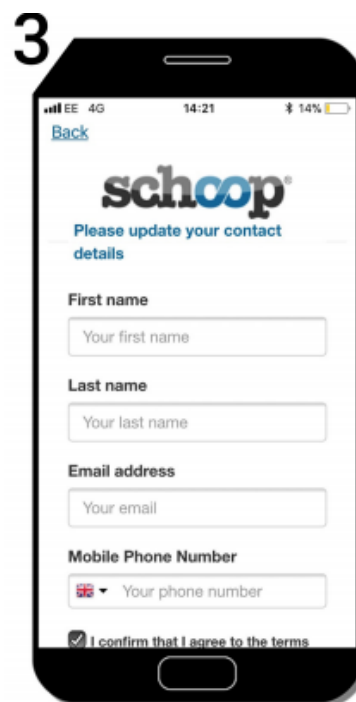 3
EE 4G 14:21 14%
Back
schoop®
Please update your contact
details
First name
Your first name
Last name
Your last name
Email address
Your email
Mobile Phone Number
Your phone number
I confirm that I agree to the terms